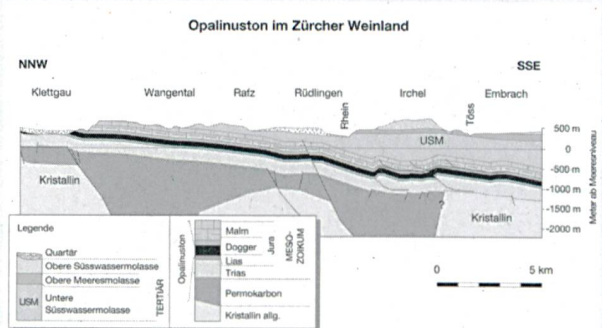 Opalinuston im Zürcher Weinland
NNW
SSE
Klettgau
Wangental
Rafz
Rüdlingen
Rhein
Irchel
Töss
Embrach
USM
Kristallin
Kristallin
?
500 m
0
-500 m
-1000 m
-1500 m
-2000 m
Meter ab Meeresniveau
Legende
Quartär
Obere Süsswassermolasse
Obere Meeresmolasse
USM
Untere
Süsswassermolasse
TERTIÄR
Opalinuston
Malm
Dogger
Lias
Trias
Jura
MESO-
ZOIKUM
Permokarbon
Kristallin allg.
0
5 km